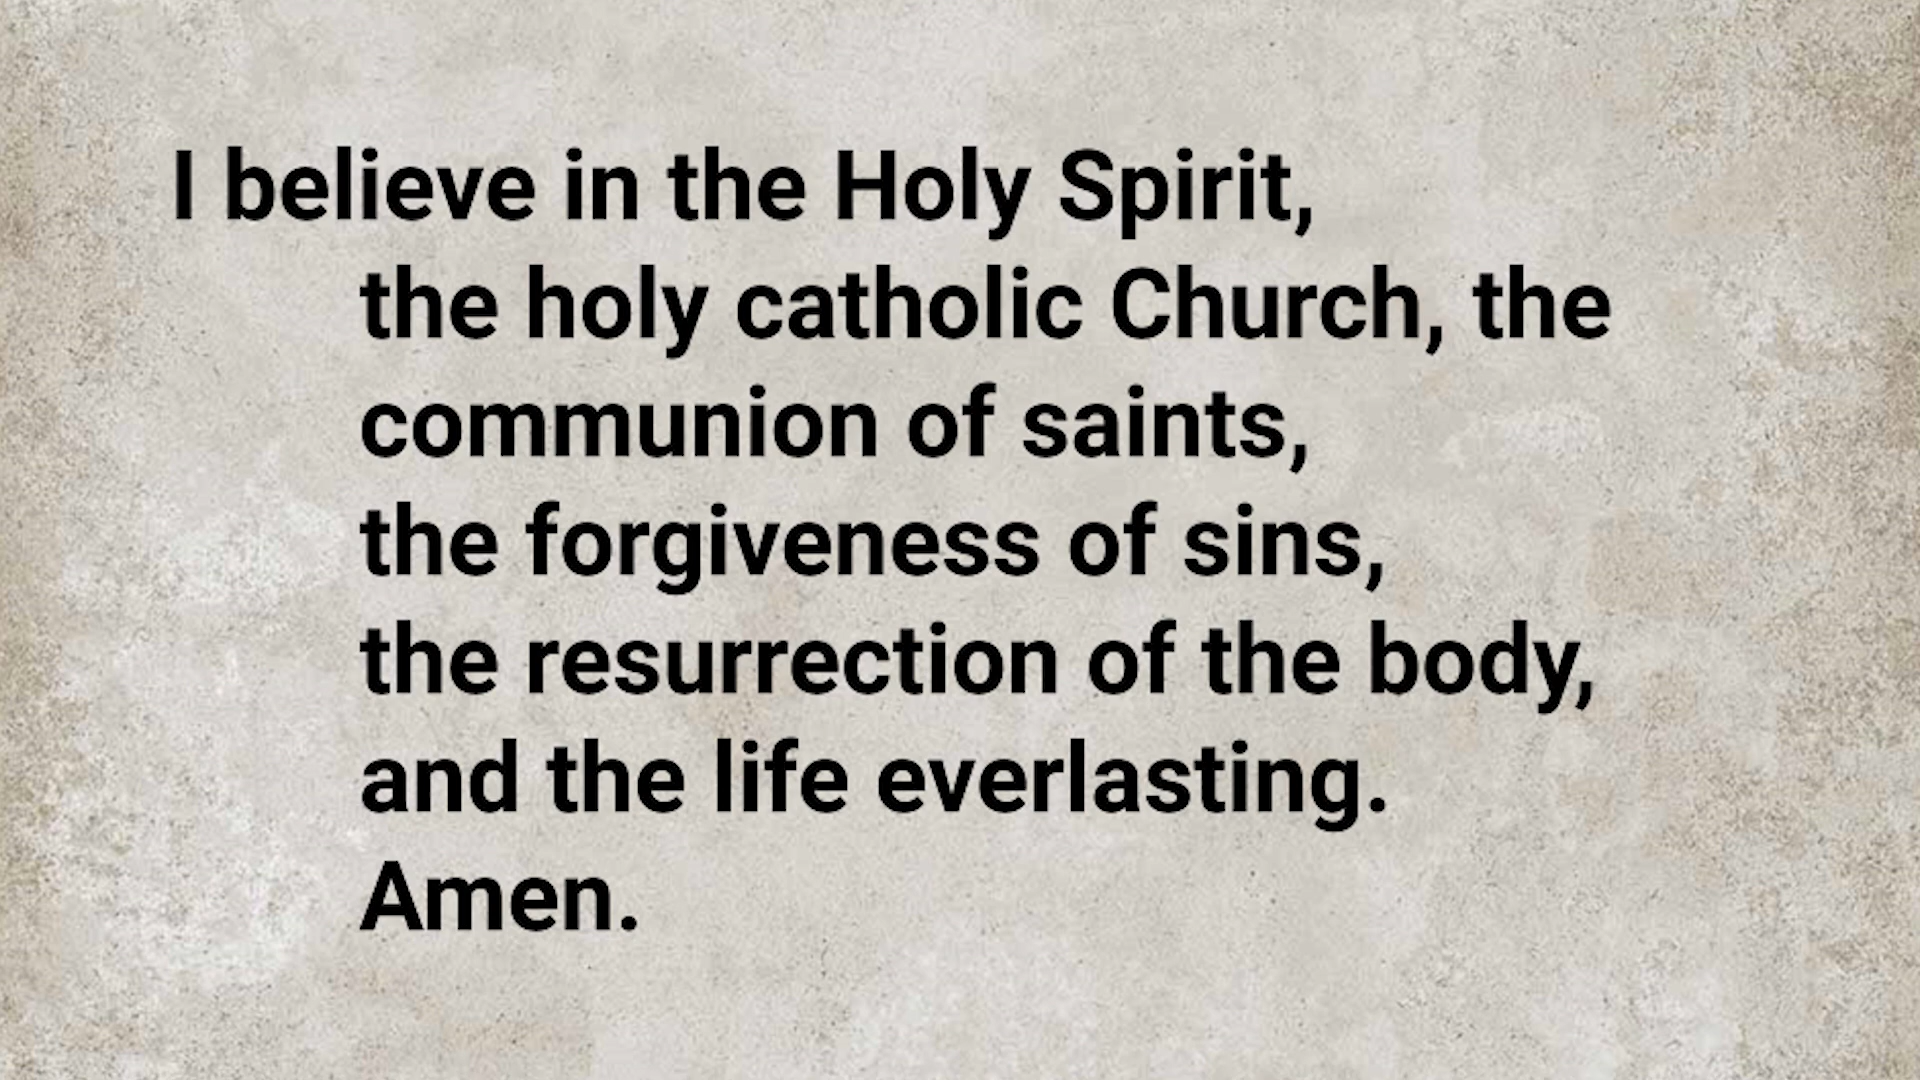 I believe in the Holy Spirit,
the holy catholic Church, the
communion of saints,
the forgiveness of sins,
the resurrection of the body,
and the life everlasting.
Amen.